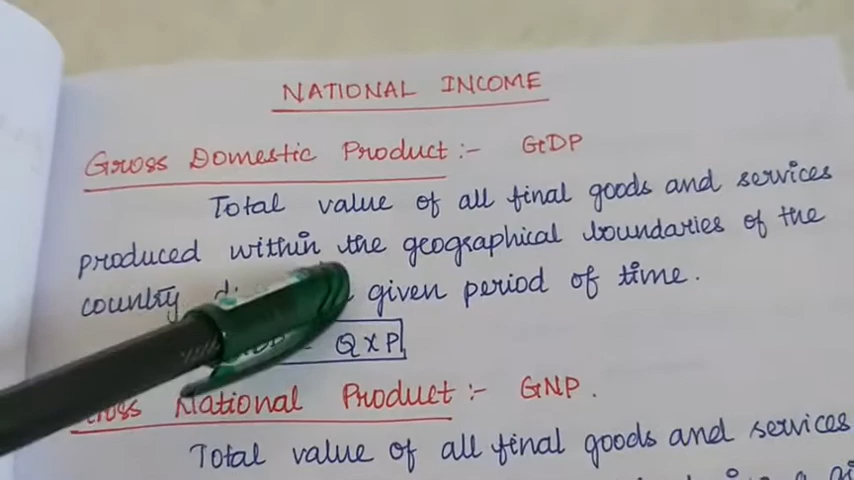 NATIONAL INCOME
Gross Domestic Product :- GDP
Total value of all final goods and services
produced within the geographical boundaries of the
country given period of time.
Q x P
National Product :- GNP.
Total value of all final goods and services